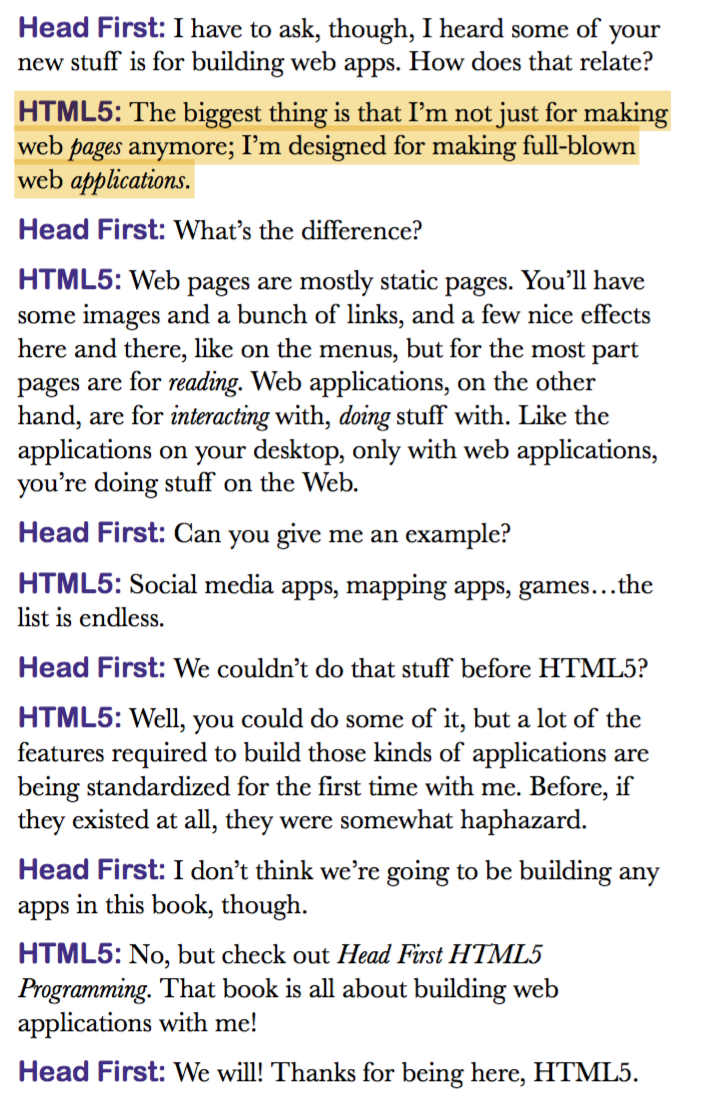 Head First: I have to ask, though, I heard some of your
new stuff is for building web apps. How does that relate?
HTML5: The biggest thing is that I’m not just for making
web pages anymore; I’m designed for making full-blown
web applications.
Head First: What’s the difference?
HTML5: Web pages are mostly static pages. You’ll have
some images and a bunch of links, and a few nice effects
here and there, like on the menus, but for the most part
pages are for reading. Web applications, on the other
hand, are for interacting with, doing stuff with. Like the
applications on your desktop, only with web applications,
you’re doing stuff on the Web.
Head First: Can you give me an example?
HTML5: Social media apps, mapping apps, games…the
list is endless.
Head First: We couldn’t do that stuff before HTML5?
HTML5: Well, you could do some of it, but a lot of the
features required to build those kinds of applications are
being standardized for the first time with me. Before, if
they existed at all, they were somewhat haphazard.
Head First: I don’t think we’re going to be building any
apps in this book, though.
HTML5: No, but check out Head First HTML5
Programming. That book is all about building web
applications with me!
Head First: We will! Thanks for being here, HTML5.